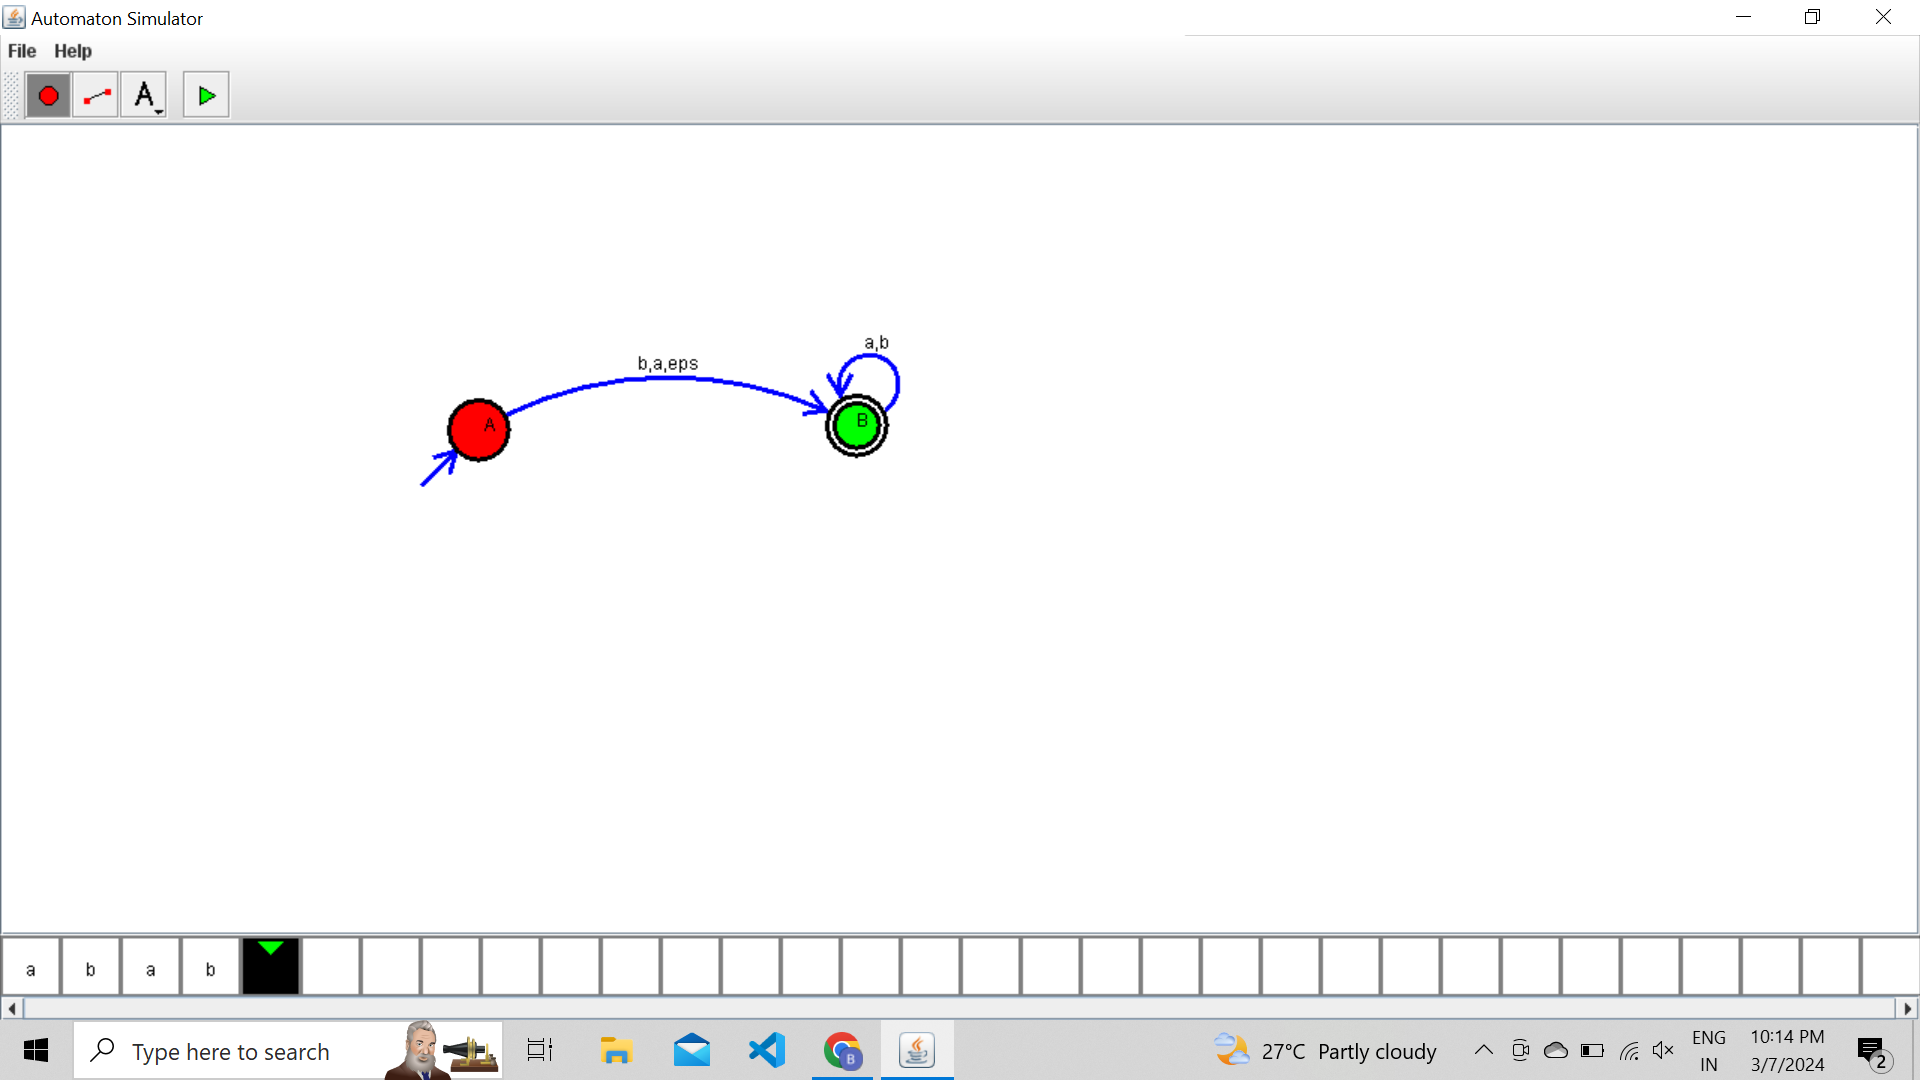 Automaton Simulator
File Help
A
b,a,eps
a,b
A
B
a b a b
Type here to search
B
27°C Partly cloudy
ENG
IN
10:14 PM
3/7/2024
2